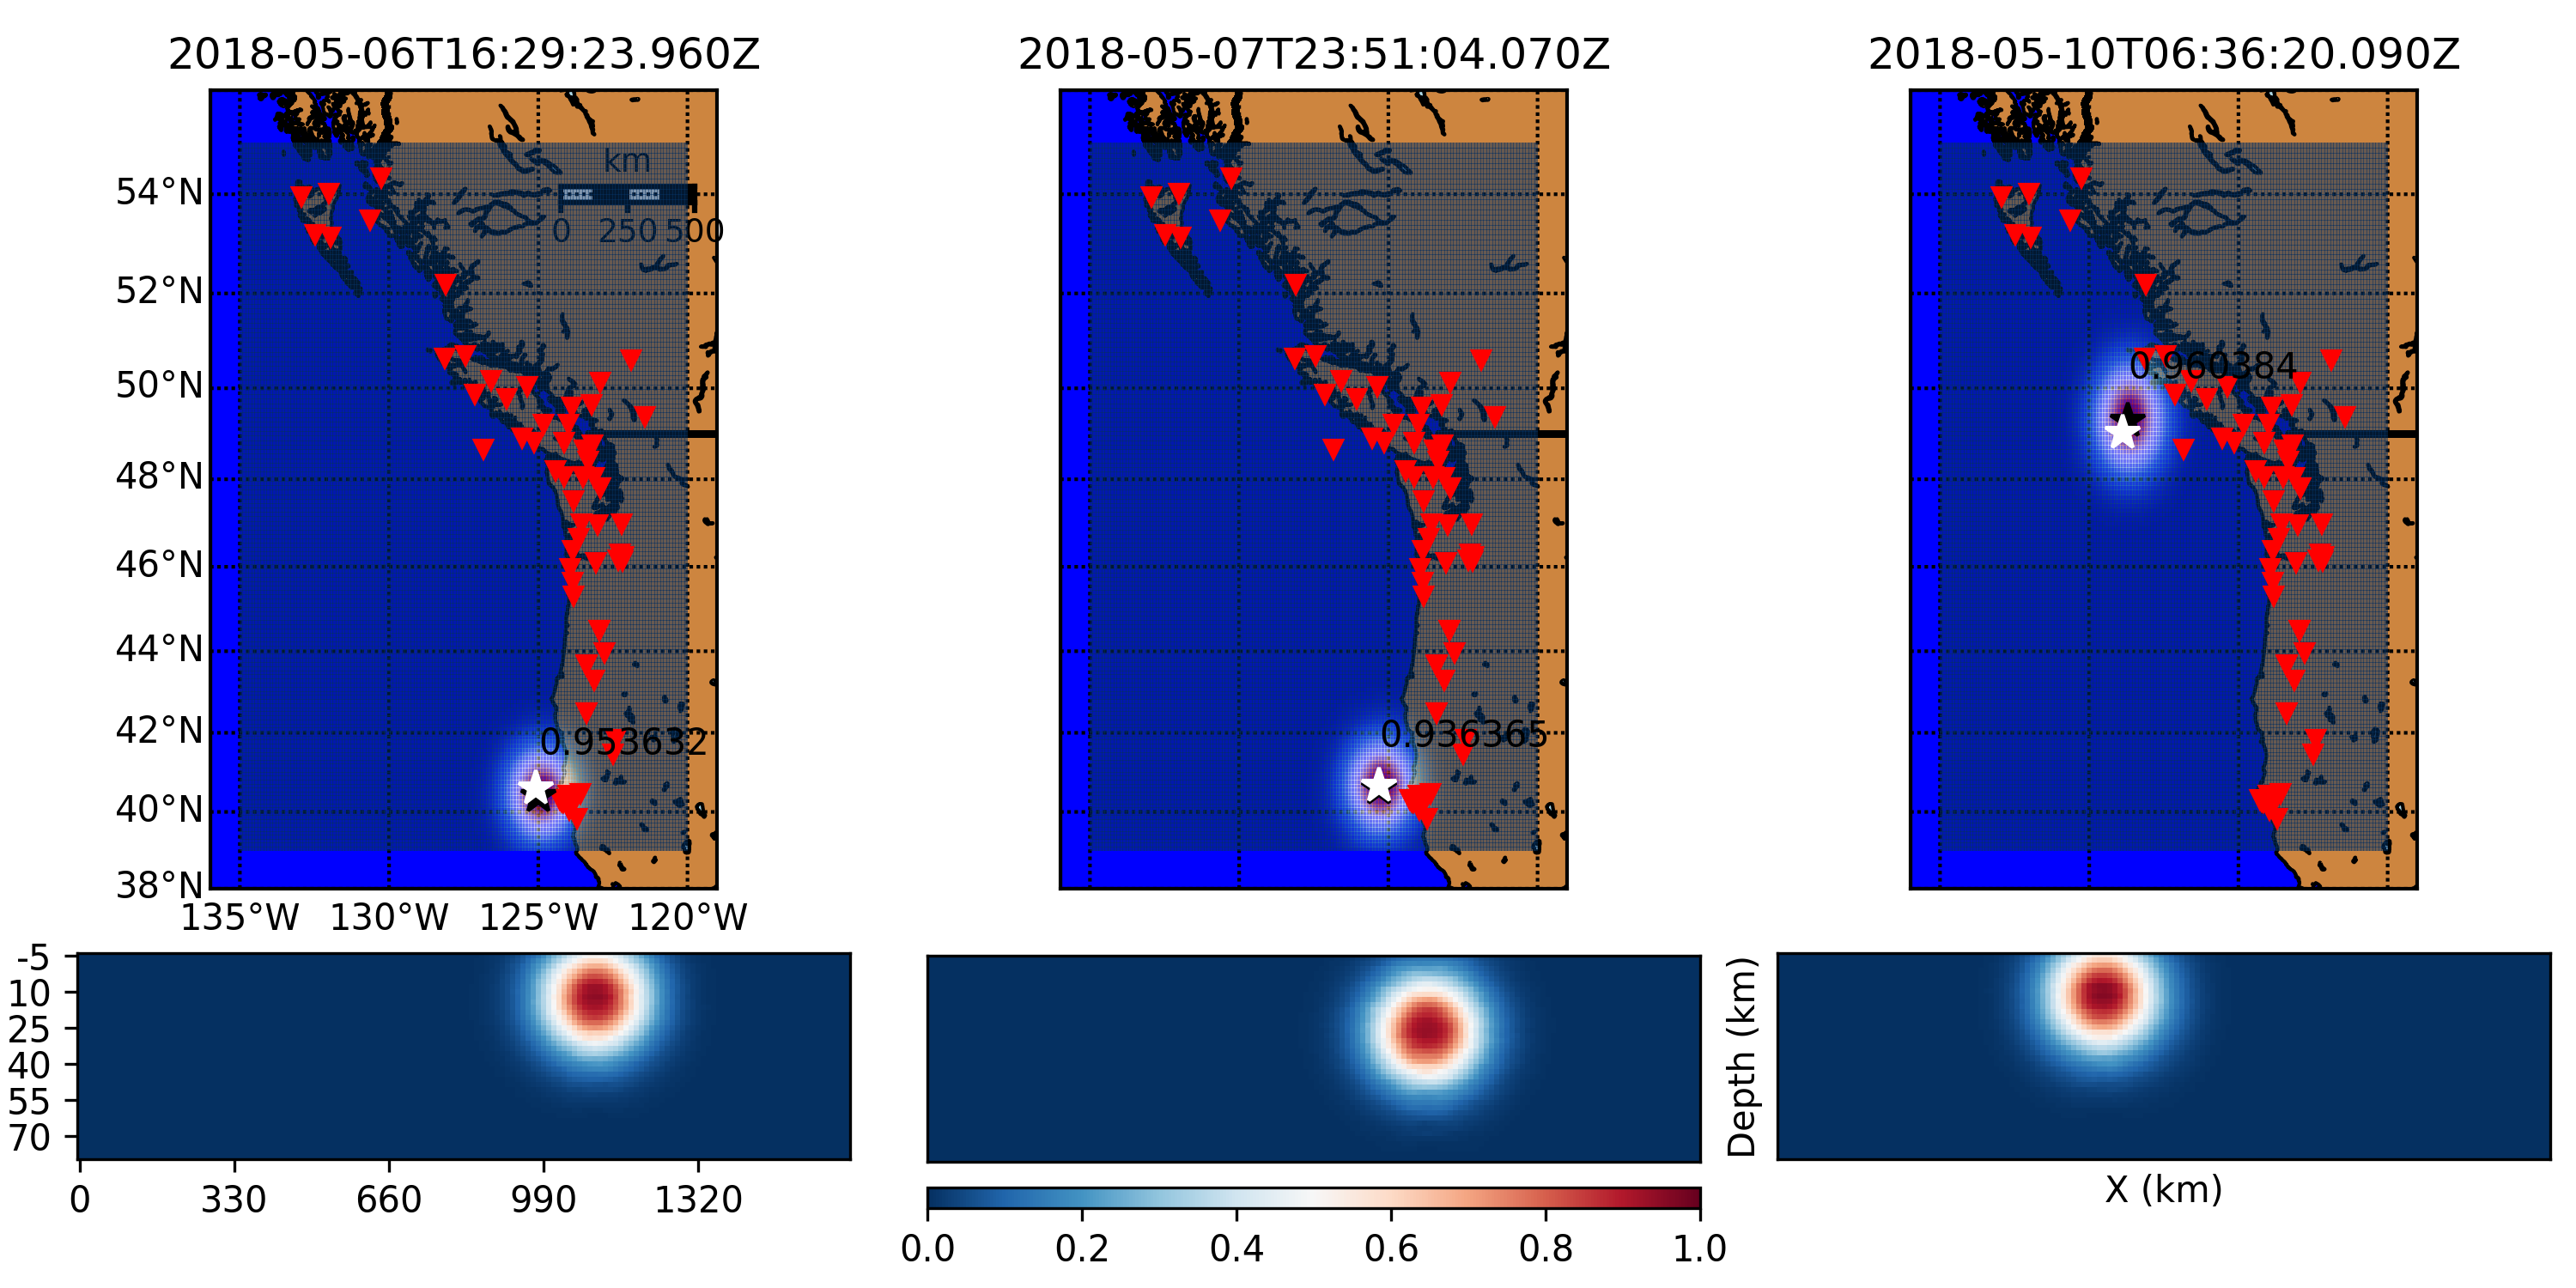 2018-05-06T16:29:23.960Z
2018-05-07T23:51:04.070Z
2018-05-10T06:36:20.090Z
km
0 250 500
54°N
52°N
50°N
48°N
46°N
44°N
42°N
40°N
38°N
135°W 130°W 125°W 120°W
0.953632
0.936365
0.960384
-5
10
25
40
55
70
0 330 660 990 1320
0.0 0.2 0.4 0.6 0.8 1.0
Depth (km)
X (km)